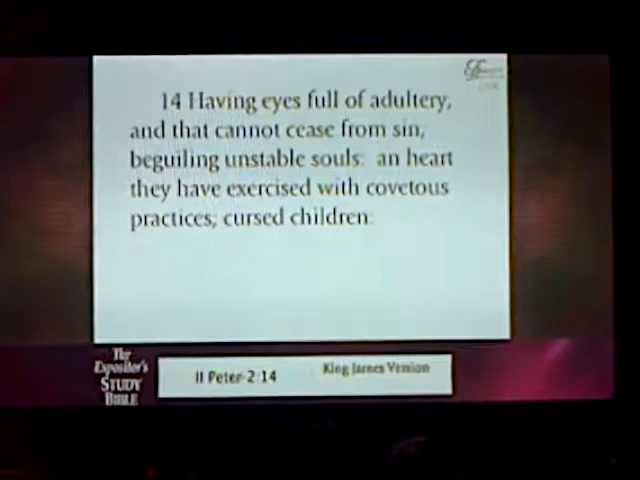 14 Having eyes full of adultery,
and that cannot cease from sin,
beguiling unstable souls: an heart
they have exercised with covetous
practices; cursed children:
The
Expositor's
STUDY
BIBLE
II Peter 2:14
King James Version